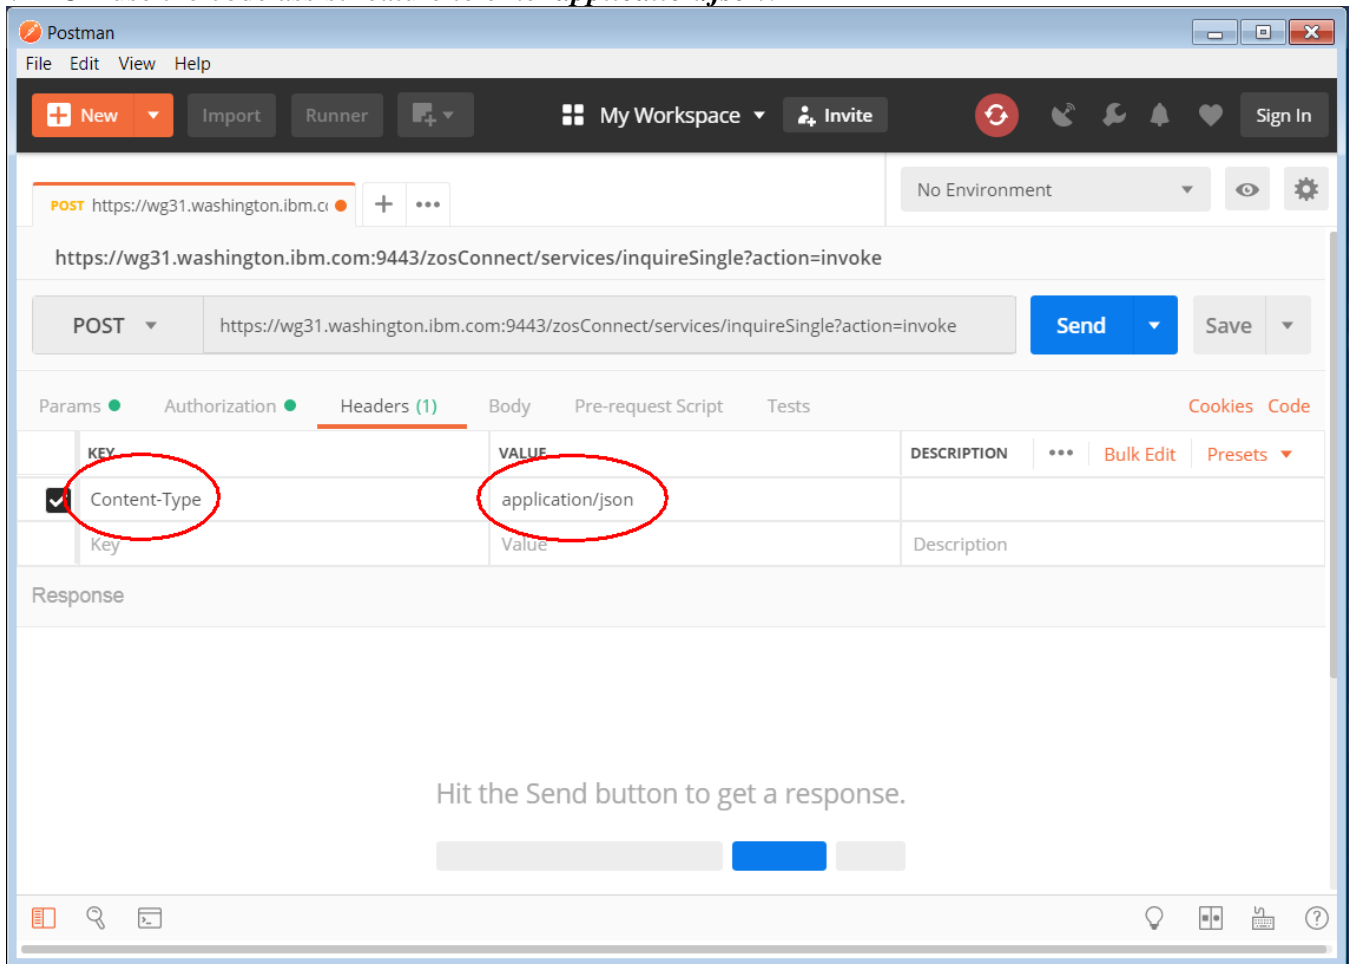 Postman
File Edit View Help
New Import Runner My Workspace Invite Sign In
POST https://wg31.washington.ibm.cc No Environment
https://wg31.washington.ibm.com:9443/zosConnect/services/inquireSingle?action=invoke
POST https://wg31.washington.ibm.com:9443/zosConnect/services/inquireSingle?action=invoke Send Save
Params Authorization Headers (1) Body Pre-request Script Tests Cookies Code
KEY VALUE DESCRIPTION Bulk Edit Presets
Content-Type application/json
Key Value Description
Response
Hit the Send button to get a response.